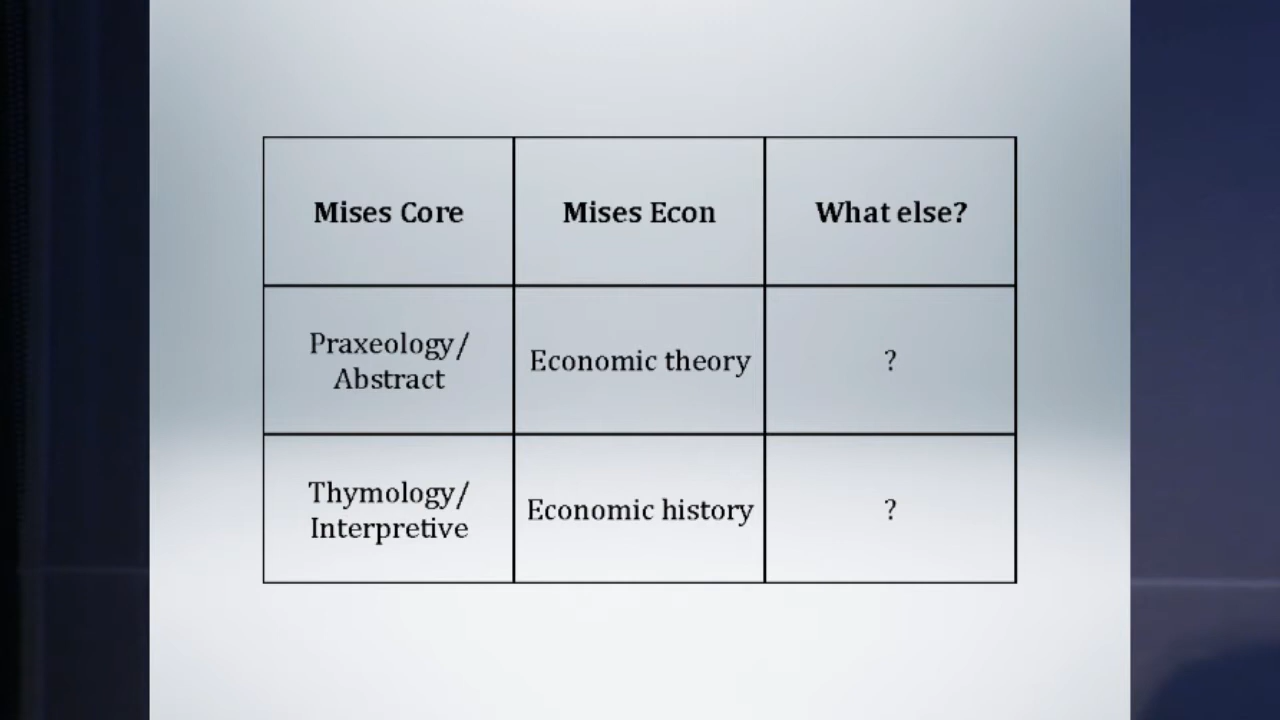 Mises Core
Mises Econ
What else?
Praxeology/
Abstract
Economic theory
?
Thymology/
Interpretive
Economic history
?